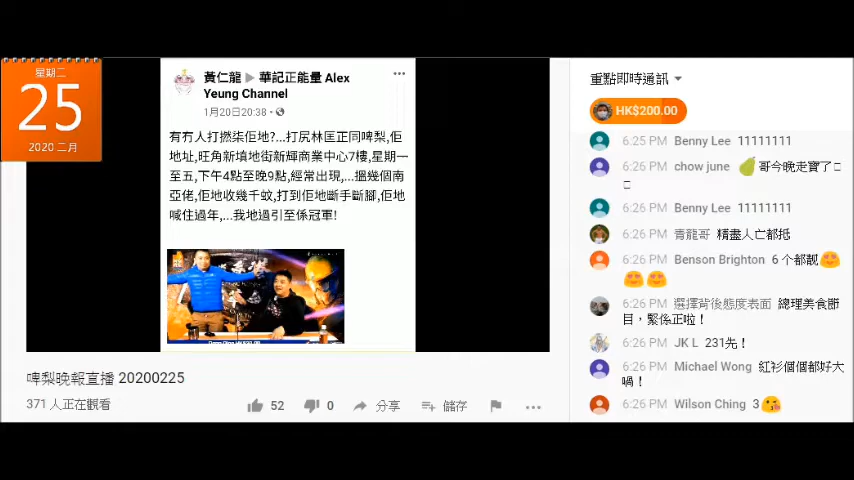 星期二
25
2020 二月
黃仁龍 ▶ 華記正能量 Alex
Yeung Channel
1月20日20:38 •
有冇人打撚柒佢地?...打尻林匡正同啤梨,佢
地址,旺角新填地街新輝商業中心7樓,星期一
至五,下午4點至晚9點,經常出現,...搵幾個南
亞佬,佢地收幾千蚊,打到佢地斷手斷腳,佢地
喊住過年,...我地過引至係冠軍!
啤梨晚報直播 20200225
371 人正在觀看
52
0
分享
儲存
重點即時通訊
HK$200.00
6:25 PM Benny Lee 11111111
6:26 PM chow june 🍐哥今晚走寶了
6:26 PM Benny Lee 11111111
6:26 PM 青龍哥 精盡人亡都抵
6:26 PM Benson Brighton 6 个都靓😍
😍😍
6:26 PM 選擇背後態度表面 總理美食節
目，緊係正啦！
6:26 PM JK L 231先！
6:26 PM Michael Wong 紅衫個個都好大
喎！
6:26 PM Wilson Ching 3😘